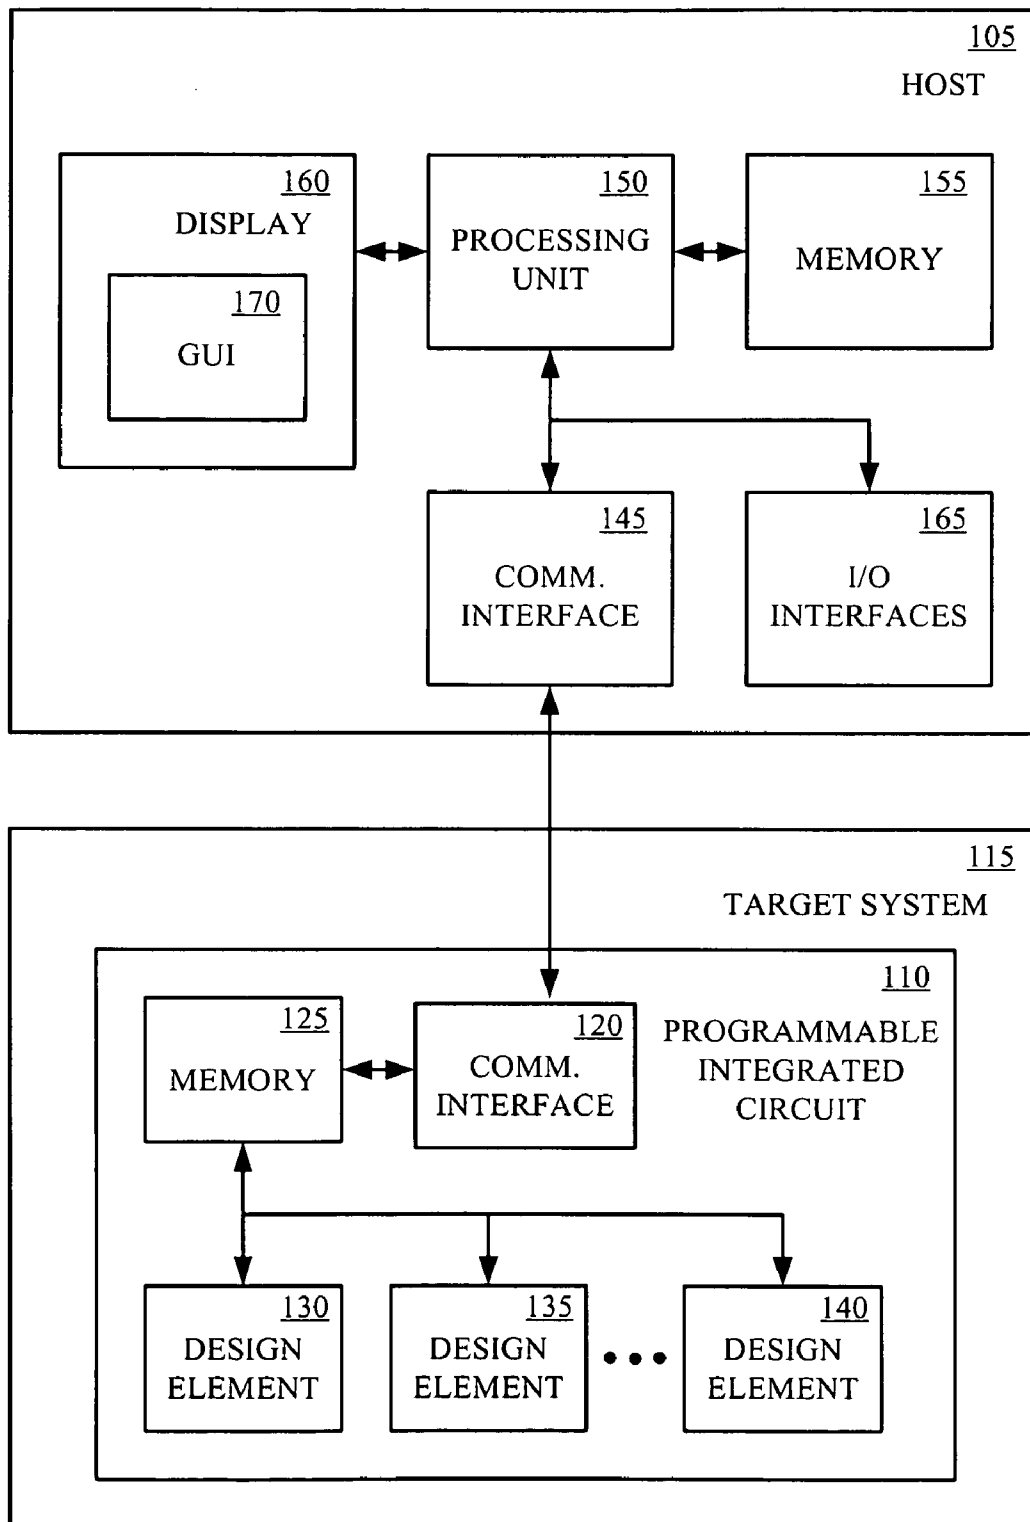 105
HOST
160
DISPLAY
170
GUI
150
PROCESSING
UNIT
155
MEMORY
145
COMM.
INTERFACE
165
I/O
INTERFACES
115
TARGET SYSTEM
110
PROGRAMMABLE
INTEGRATED
CIRCUIT
125
MEMORY
120
COMM.
INTERFACE
130
DESIGN
ELEMENT
135
DESIGN
ELEMENT
140
DESIGN
ELEMENT